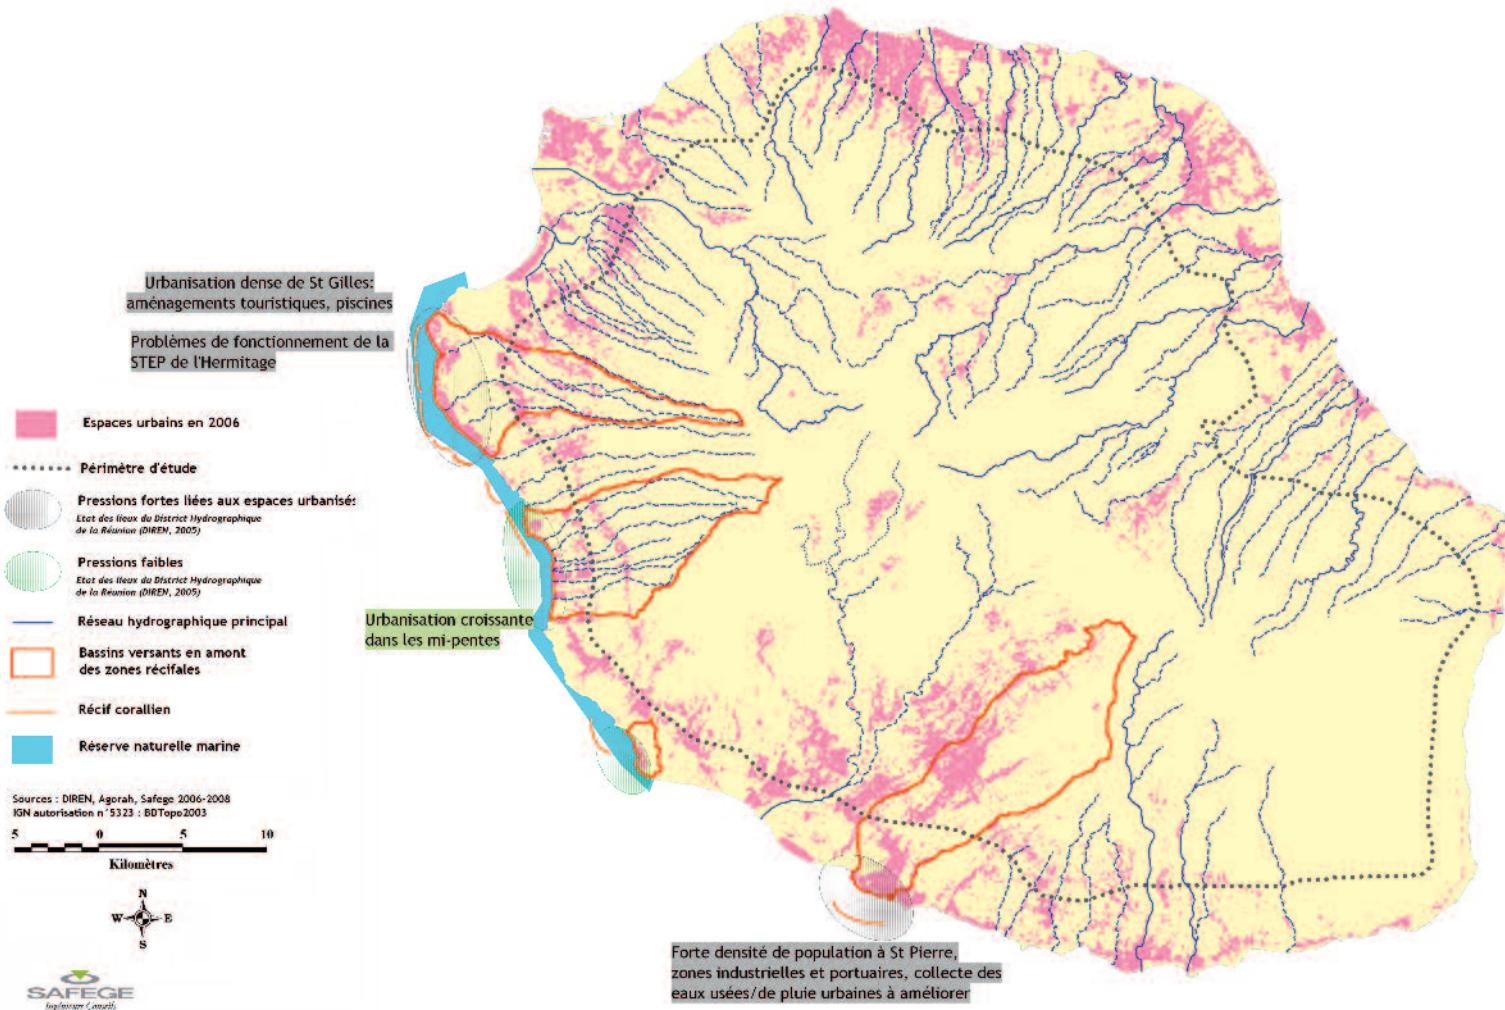 Urbanisation dense de St Gilles:
aménagements touristiques, piscines
Problèmes de fonctionnement de la
STEP de l'Hermitage
Espaces urbains en 2006
Périmètre d'étude
Pressions fortes liées aux espaces urbanisés
Etat des lieux du District Hydrographique
de la Réunion (DIREN, 2005)
Pressions faibles
Etat des lieux du District Hydrographique
de la Réunion (DIREN, 2005)
Réseau hydrographique principal
Bassins versants en amont
des zones récifales
Récif corallien
Réserve naturelle marine
Urbanisation croissante
dans les mi-pentes
Sources : DIREN, Agorah, Safege 2006-2008
IGN autorisation n°5323 : BDTopo2003
5 0 5 10
Kilomètres
N
W E
S
SAFEGE
Ingénieurs Conseils
Forte densité de population à St Pierre,
zones industrielles et portuaires, collecte des
eaux usées/de pluie urbaines à améliorer